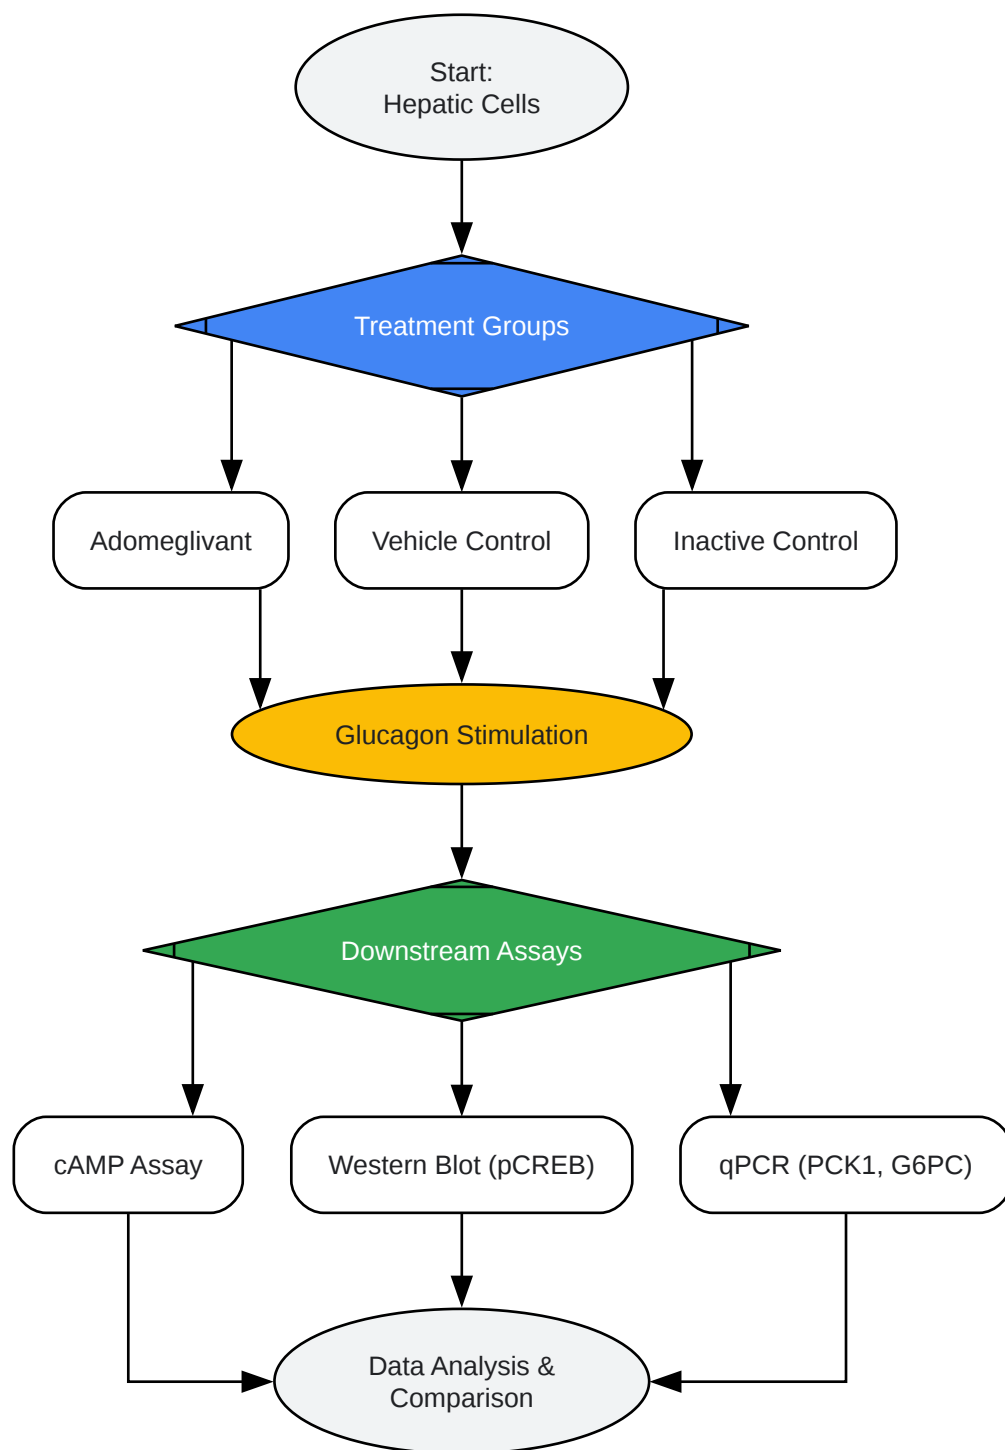 Start:
Hepatic Cells
Treatment Groups
Adomeglivant
Vehicle Control
Inactive Control
Glucagon Stimulation
Downstream Assays
cAMP Assay
Western Blot (pCREB)
qPCR (PCK1, G6PC)
Data Analysis &
Comparison